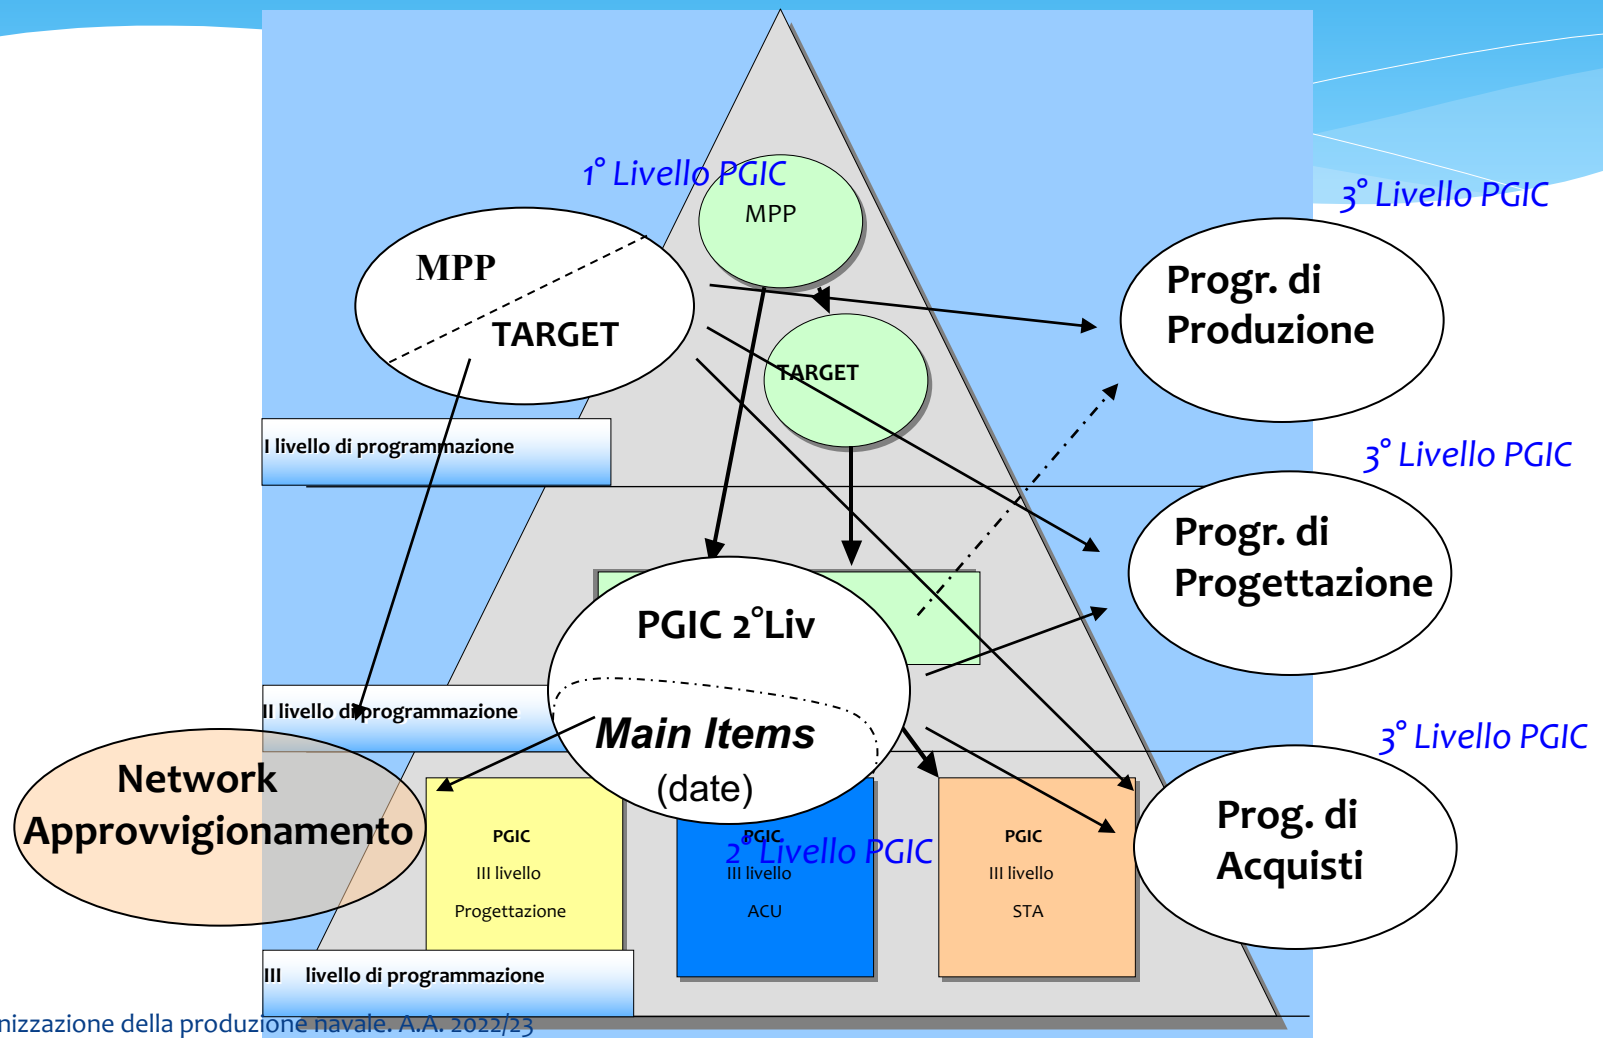 1° Livello PGIC
MPP
3° Livello PGIC
MPP
TARGET
Progr. di
Produzione
TARGET
I livello di programmazione
3° Livello PGIC
Progr. di
Progettazione
PGIC 2°Liv
II livello di programmazione
Main Items
(date)
3° Livello PGIC
Network
Approvvigionamento
Prog. di
Acquisti
PGIC
III livello
Progettazione
PGIC
2° Livello PGIC
III livello
ACU
PGIC
III livello
STA
III livello di programmazione
nizzazione della produzione navale. A.A. 2022/23